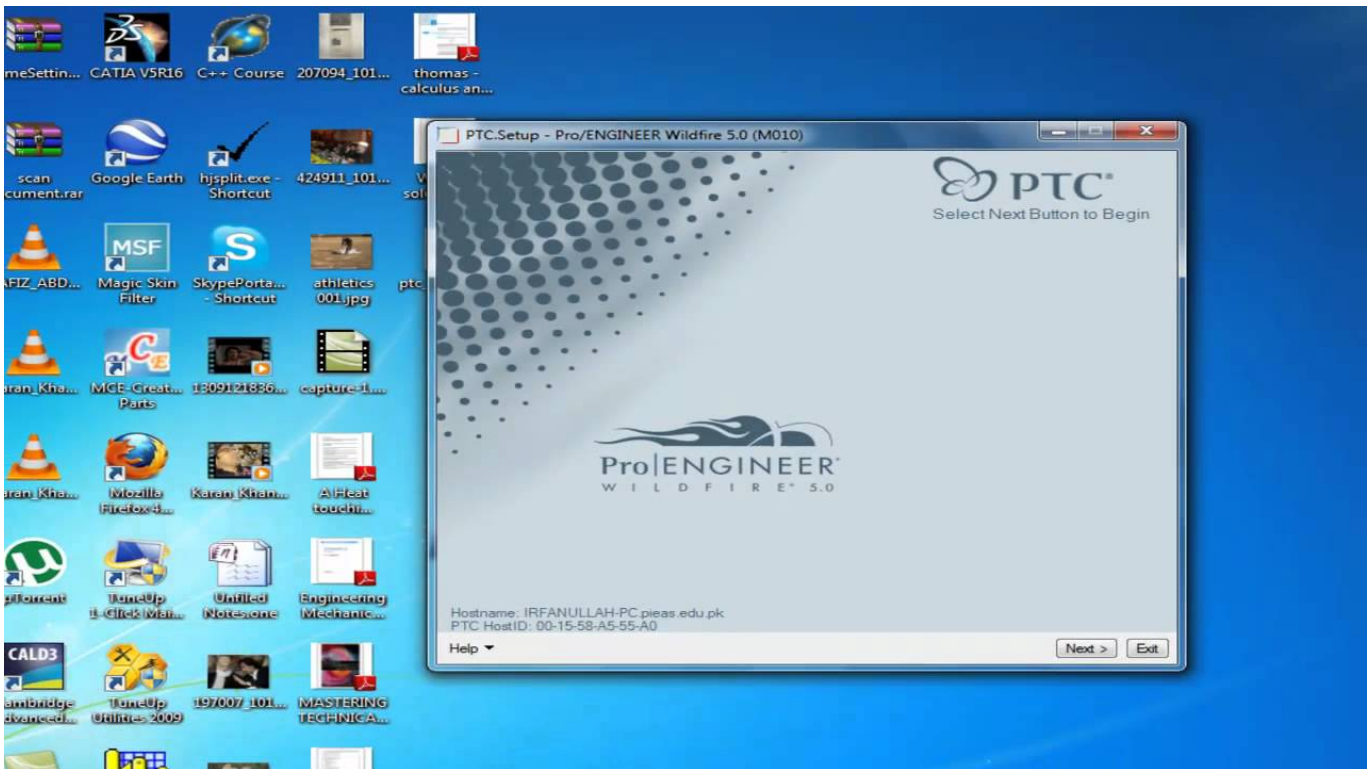 meSettin...
CATIA V5R16
C++ Course
207094_101...
thomas -
calculus an...
scan
cument.rar
Google Earth
hjsplit.exe -
Shortcut
424911_101...
MSF
Magic Skin
Filter
SkypePorta...
- Shortcut
athletics
001.jpg
ptc
MCE-Creat...
Parts
1309121836...
capture-1....
Mozilla
Firefox 4...
Karan_Khan...
A Heat
touchi...
TuneUp
1-Click Mai...
Untitled
Notes.one
Engineering
Mechanic...
CALD3
TuneUp
Utilities 2009
197007_101...
MASTERING
TECHNICA...
PTC.Setup - Pro/ENGINEER Wildfire 5.0 (M010)
PTC®
Select Next Button to Begin
Pro|ENGINEER®
WILDFIRE® 5.0
Hostname: IRFANULLAH-PC.pieas.edu.pk
PTC HostID: 00-15-58-A5-55-A0
Help
Next >
Exit